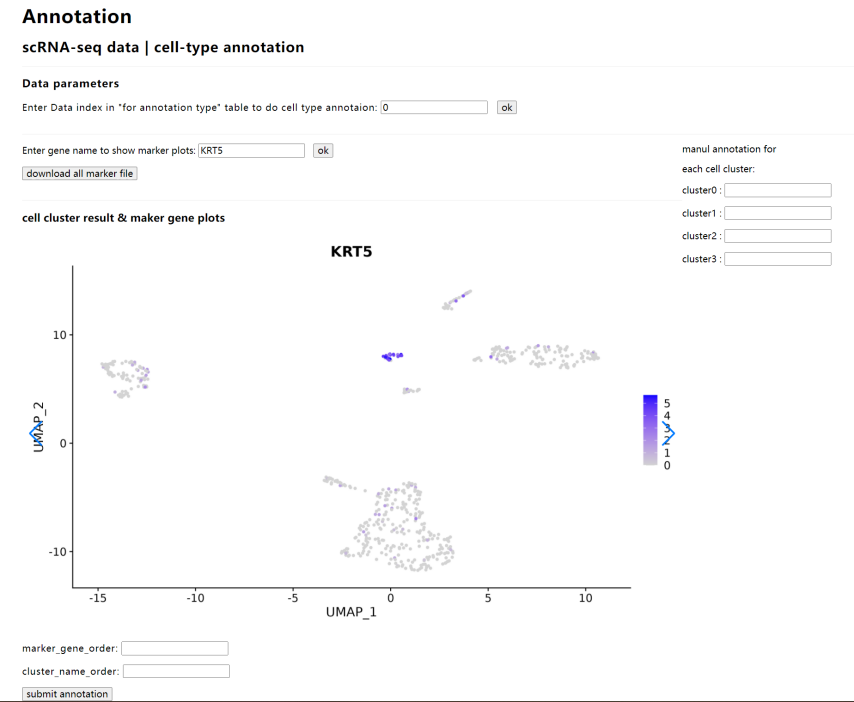 Annotation
scRNA-seq data | cell-type annotation
Data parameters
Enter Data index in "for annotation type" table to do cell type annotaion: 0 ok
Enter gene name to show marker plots: KRT5 ok
download all marker file
manul annotation for
each cell cluster:
cluster0 :
cluster1 :
cluster2 :
cluster3 :
cell cluster result & maker gene plots
KRT5
10
0
-10
UMAP_2
-15 -10 -5 0 5 10
UMAP_1
5
4
3
2
1
0
marker_gene_order:
cluster_name_order:
submit annotation